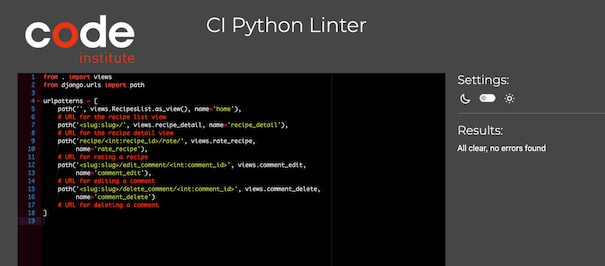 code
institute
CI Python Linter
1 from . import views
2 from django.urls import path
3
4 urlpatterns = [
5 path('', views.RecipesList.as_view(), name='home'),
6 # URL for the recipe list view
7 path('<slug:slug>/', views.recipe_detail, name='recipe_detail'),
8 # URL for the recipe detail view
9 path('recipe/<int:recipe_id>/rate/', views.rate_recipe,
10 name='rate_recipe'),
11 # URL for rating a recipe
12 path('<slug:slug>/edit_comment/<int:comment_id>', views.comment_edit,
13 name='comment_edit'),
14 # URL for editing a comment
15 path('<slug:slug>/delete_comment/<int:comment_id>', views.comment_delete,
16 name='comment_delete')
17 # URL for deleting a comment
18 ]
19
Settings:
Results:
All clear, no errors found